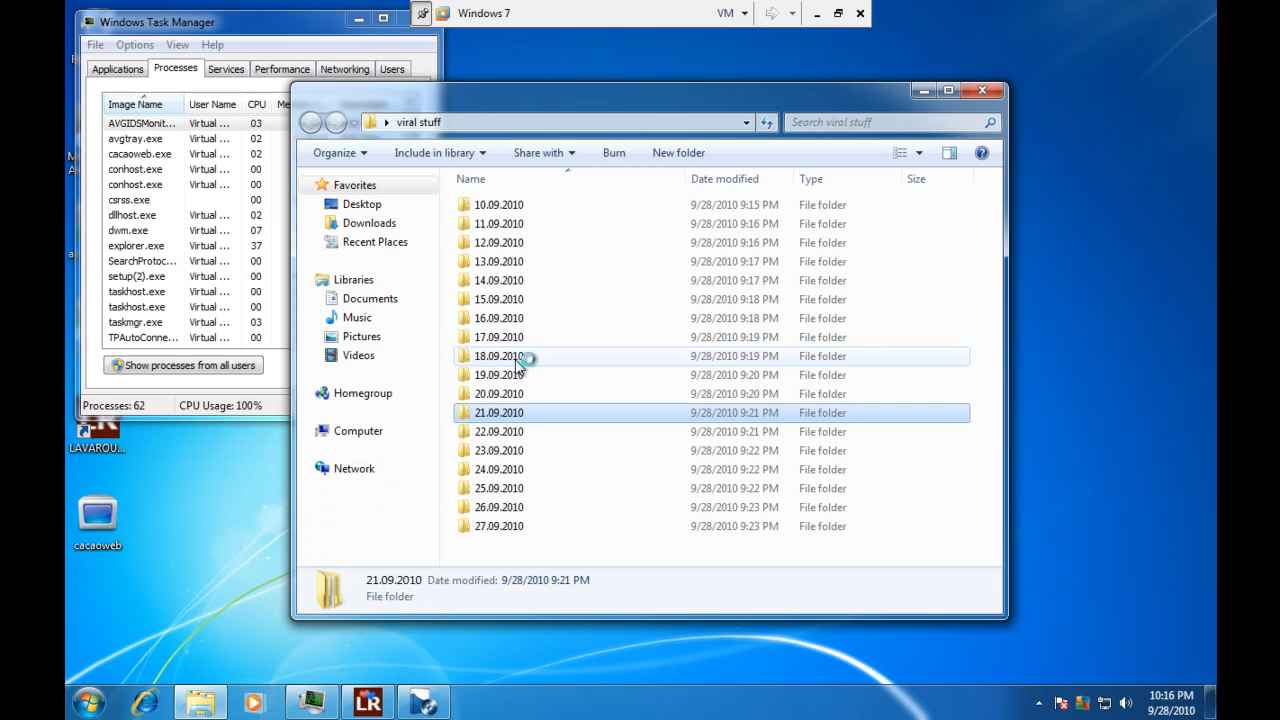 Windows Task Manager
File Options View Help
Applications Processes Services Performance Networking Users
Image Name User Name CPU
AVGIDSMonit... Virtual ... 03
avgtray.exe Virtual ... 02
cacaoweb.exe Virtual ... 02
conhost.exe Virtual ... 00
conhost.exe Virtual ... 00
csrss.exe 00
dllhost.exe Virtual ... 02
dwm.exe Virtual ... 07
explorer.exe Virtual ... 37
SearchProtoc... Virtual ... 00
setup(2).exe Virtual ... 00
taskhost.exe Virtual ... 00
taskhost.exe Virtual ... 00
taskmgr.exe Virtual ... 03
TPAutoConne... Virtual ... 00
Show processes from all users
Processes: 62 CPU Usage: 100%
Windows 7 VM
viral stuff
Search viral stuff
Organize Include in library Share with Burn New folder
Favorites
Desktop
Downloads
Recent Places
Libraries
Documents
Music
Pictures
Videos
Homegroup
Computer
Network
Name Date modified Type Size
10.09.2010 9/28/2010 9:15 PM File folder
11.09.2010 9/28/2010 9:16 PM File folder
12.09.2010 9/28/2010 9:16 PM File folder
13.09.2010 9/28/2010 9:17 PM File folder
14.09.2010 9/28/2010 9:17 PM File folder
15.09.2010 9/28/2010 9:18 PM File folder
16.09.2010 9/28/2010 9:18 PM File folder
17.09.2010 9/28/2010 9:19 PM File folder
18.09.2010 9/28/2010 9:19 PM File folder
19.09.2010 9/28/2010 9:20 PM File folder
20.09.2010 9/28/2010 9:20 PM File folder
21.09.2010 9/28/2010 9:21 PM File folder
22.09.2010 9/28/2010 9:21 PM File folder
23.09.2010 9/28/2010 9:22 PM File folder
24.09.2010 9/28/2010 9:22 PM File folder
25.09.2010 9/28/2010 9:22 PM File folder
26.09.2010 9/28/2010 9:23 PM File folder
27.09.2010 9/28/2010 9:23 PM File folder
21.09.2010 Date modified: 9/28/2010 9:21 PM
File folder
LAVAROU...
cacaoweb
LR
10:16 PM
9/28/2010